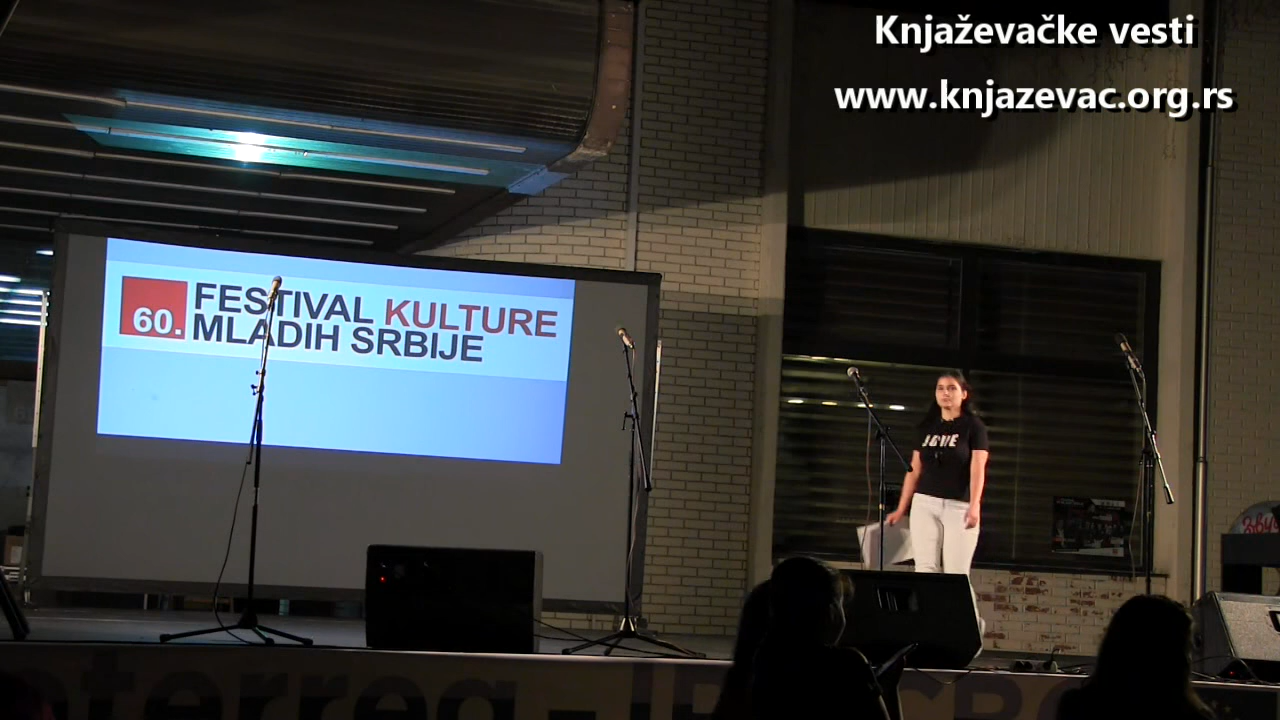 Knjaževačke vesti
www.knjazevac.org.rs
60.
FESTIVAL KULTURE
MLADIH SRBIJE